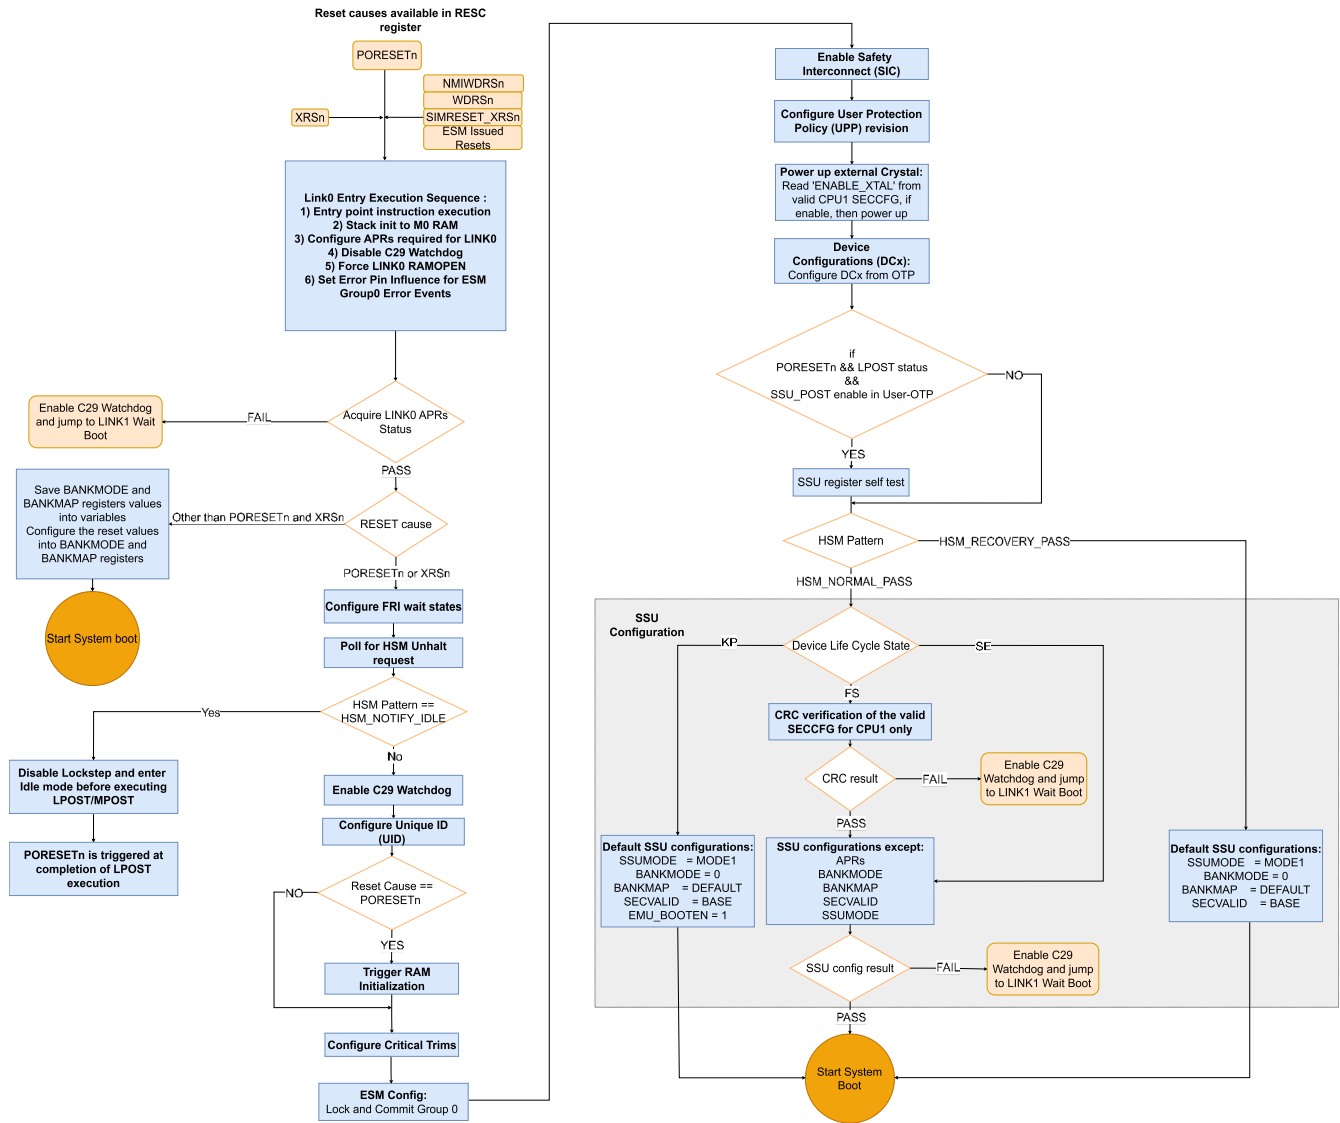 Reset causes available in RESC
register
PORESETn
NMIWDRSn
WDRSn
XRSn
SIMRESET_XRSn
ESM Issued
Resets
Link0 Entry Execution Sequence :
1) Entry point instruction execution
2) Stack init to M0 RAM
3) Configure APRs required for LINK0
4) Disable C29 Watchdog
5) Force LINK0 RAMOPEN
6) Set Error Pin Influence for ESM
Group0 Error Events
Acquire LINK0 APRs
Status
FAIL
Enable C29 Watchdog
and jump to LINK1 Wait
Boot
PASS
RESET cause
Other than PORESETn and XRSn
Save BANKMODE and
BANKMAP registers values
into variables
Configure the reset values
into BANKMODE and
BANKMAP registers
Start System boot
PORESETn or XRSn
Configure FRI wait states
Poll for HSM Unhalt
request
HSM Pattern ==
HSM_NOTIFY_IDLE
Yes
Disable Lockstep and enter
Idle mode before executing
LPOST/MPOST
PORESETn is triggered at
completion of LPOST
execution
No
Enable C29 Watchdog
Configure Unique ID
(UID)
Reset Cause ==
PORESETn
NO
YES
Trigger RAM
Initialization
Configure Critical Trims
ESM Config:
Lock and Commit Group 0
Enable Safety
Interconnect (SIC)
Configure User Protection
Policy (UPP) revision
Power up external Crystal:
Read 'ENABLE_XTAL' from
valid CPU1 SECCFG, if
enable, then power up
Device
Configurations (DCx):
Configure DCx from OTP
if
PORESETn && LPOST status
&&
SSU_POST enable in User-OTP
NO
YES
SSU register self test
HSM Pattern
HSM_RECOVERY_PASS
HSM_NORMAL_PASS
SSU
Configuration
Device Life Cycle State
KP
SE
FS
CRC verification of the valid
SECCFG for CPU1 only
CRC result
FAIL
Enable C29
Watchdog and jump
to LINK1 Wait Boot
PASS
Default SSU configurations:
SSUMODE = MODE1
BANKMODE = 0
BANKMAP = DEFAULT
SECVALID = BASE
EMU_BOOTEN = 1
SSU configurations except:
APRs
BANKMODE
BANKMAP
SECVALID
SSUMODE
Default SSU configurations:
SSUMODE = MODE1
BANKMODE = 0
BANKMAP = DEFAULT
SECVALID = BASE
SSU config result
FAIL
Enable C29
Watchdog and jump
to LINK1 Wait Boot
PASS
Start System
Boot